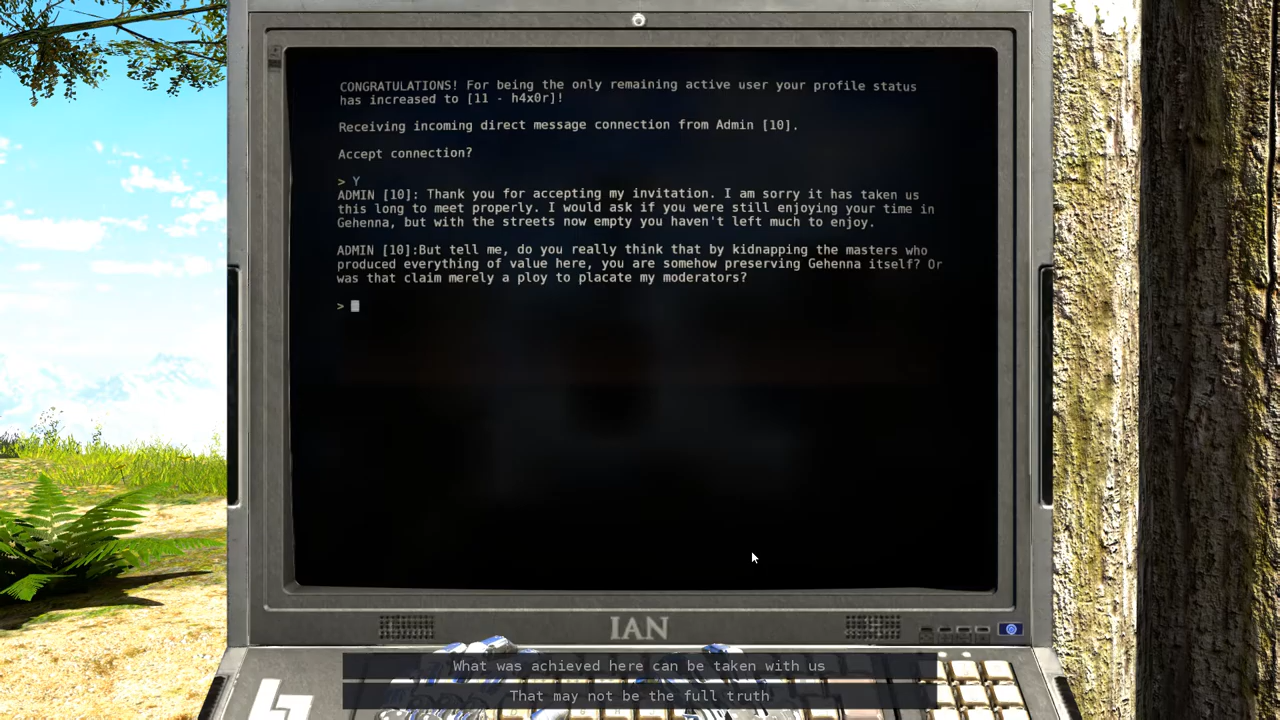 CONGRATULATIONS! For being the only remaining active user your profile status
has increased to [11 - h4x0r]!
Receiving incoming direct message connection from Admin [10].
Accept connection?
> Y
ADMIN [10]: Thank you for accepting my invitation. I am sorry it has taken us
this long to meet properly. I would ask if you were still enjoying your time in
Gehenna, but with the streets now empty you haven't left much to enjoy.
ADMIN [10]:But tell me, do you really think that by kidnapping the masters who
produced everything of value here, you are somehow preserving Gehenna itself? Or
was that claim merely a ploy to placate my moderators?
>
IAN
What was achieved here can be taken with us
That may not be the full truth